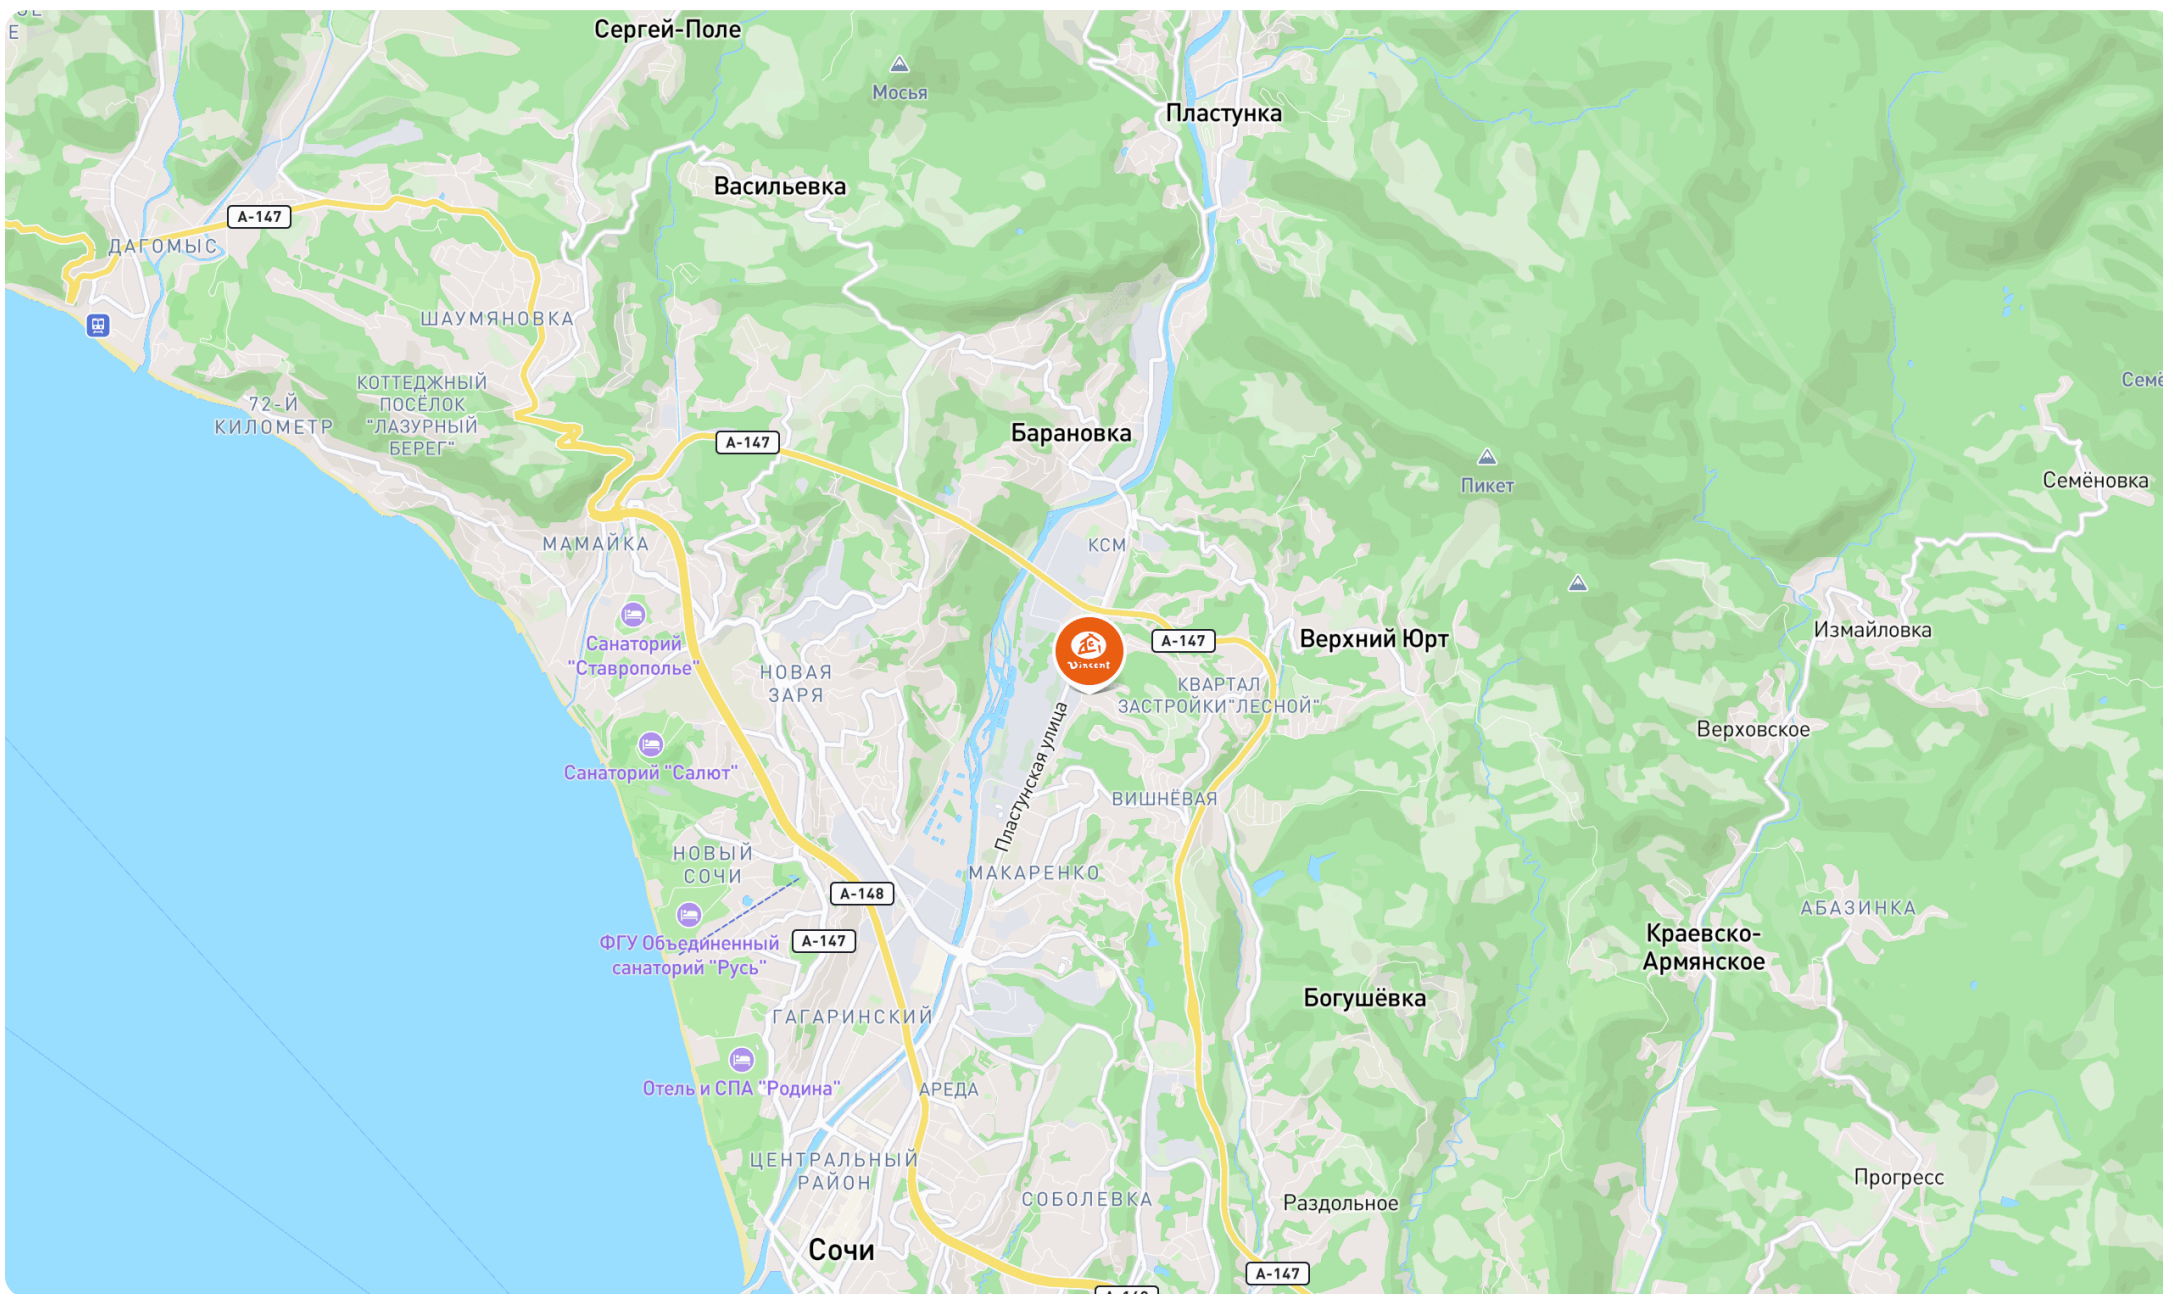 Сергей-Поле
Мосья
Пластунка
Васильевка
А-147
ДАГОМЫС
ШАУМЯНОВКА
КОТТЕДЖНЫЙ
ПОСЁЛОК
"ЛАЗУРНЫЙ
БЕРЕГ"
72-Й
КИЛОМЕТР
Семё
Барановка
А-147
Пикет
Семёновка
МАМАЙКА
КСМ
Санаторий
"Ставрополье"
Измайловка
А-147
Верхний Юрт
Vincent
НОВАЯ
ЗАРЯ
КВАРТАЛ
ЗАСТРОЙКИ"ЛЕСНОЙ"
Пластунская улица
Верховское
Санаторий "Салют"
ВИШНЁВАЯ
НОВЫЙ
СОЧИ
МАКАРЕНКО
А-148
А-147
АБАЗИНКА
ФГУ Объединенный
санаторий "Русь"
Краевско-
Армянское
Богушёвка
ГАГАРИНСКИЙ
Отель и СПА "Родина"
АРЕДА
ЦЕНТРАЛЬНЫЙ
РАЙОН
СОБОЛЕВКА
Раздольное
Прогресс
Сочи
А-147